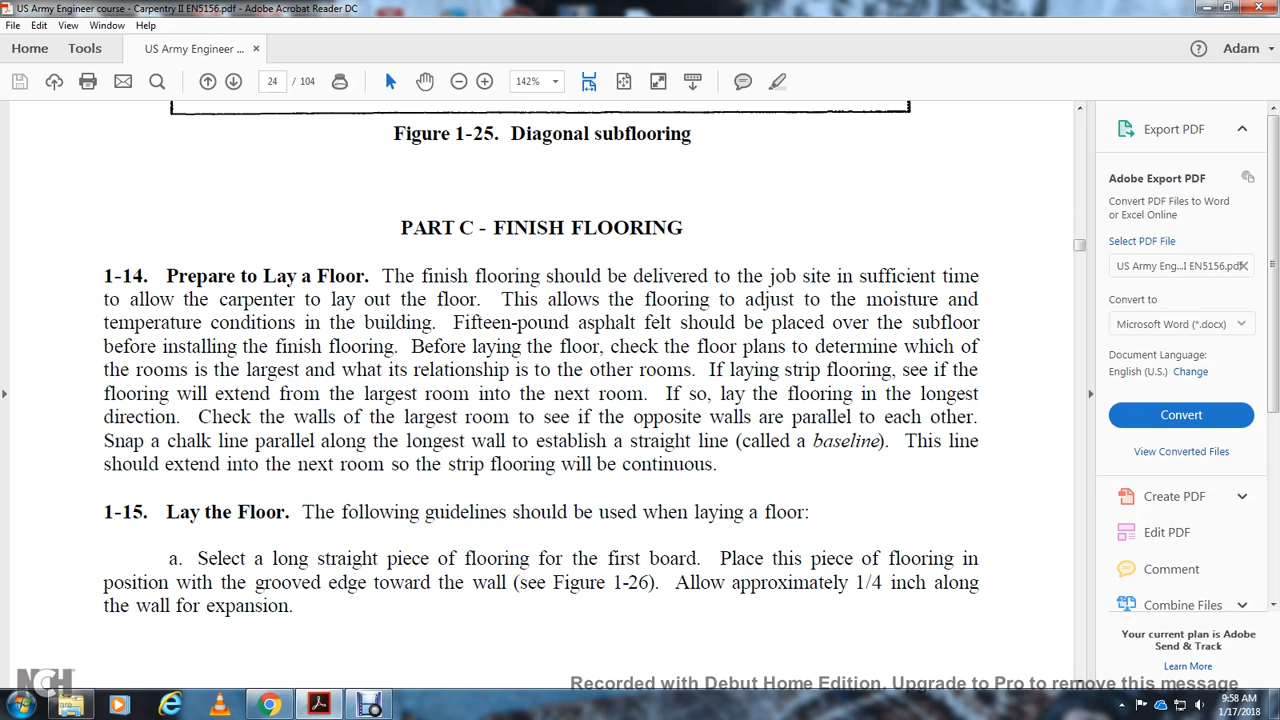 US Army Engineer course - Carpentry II EN5156.pdf - Adobe Acrobat Reader DC
File Edit View Window Help
Home Tools US Army Engineer ... × ? Adam
24 / 104 142%
Figure 1-25. Diagonal subflooring
PART C - FINISH FLOORING
1-14. Prepare to Lay a Floor. The finish flooring should be delivered to the job site in sufficient time
to allow the carpenter to lay out the floor. This allows the flooring to adjust to the moisture and
temperature conditions in the building. Fifteen-pound asphalt felt should be placed over the subfloor
before installing the finish flooring. Before laying the floor, check the floor plans to determine which of
the rooms is the largest and what its relationship is to the other rooms. If laying strip flooring, see if the
flooring will extend from the largest room into the next room. If so, lay the flooring in the longest
direction. Check the walls of the largest room to see if the opposite walls are parallel to each other.
Snap a chalk line parallel along the longest wall to establish a straight line (called a baseline). This line
should extend into the next room so the strip flooring will be continuous.
1-15. Lay the Floor. The following guidelines should be used when laying a floor:
a. Select a long straight piece of flooring for the first board. Place this piece of flooring in
position with the grooved edge toward the wall (see Figure 1-26). Allow approximately 1/4 inch along
the wall for expansion.
Export PDF
Adobe Export PDF
Convert PDF Files to Word
or Excel Online
Select PDF File
US Army Eng...I EN5156.pdf
Convert to
Microsoft Word (*.docx)
Document Language:
English (U.S.) Change
Convert
View Converted Files
Create PDF
Edit PDF
Comment
Combine Files
Your current plan is Adobe
Send & Track
Learn More
NCH
Recorded with Debut Home Edition. Upgrade to Pro to remove this message
9:58 AM
1/17/2018